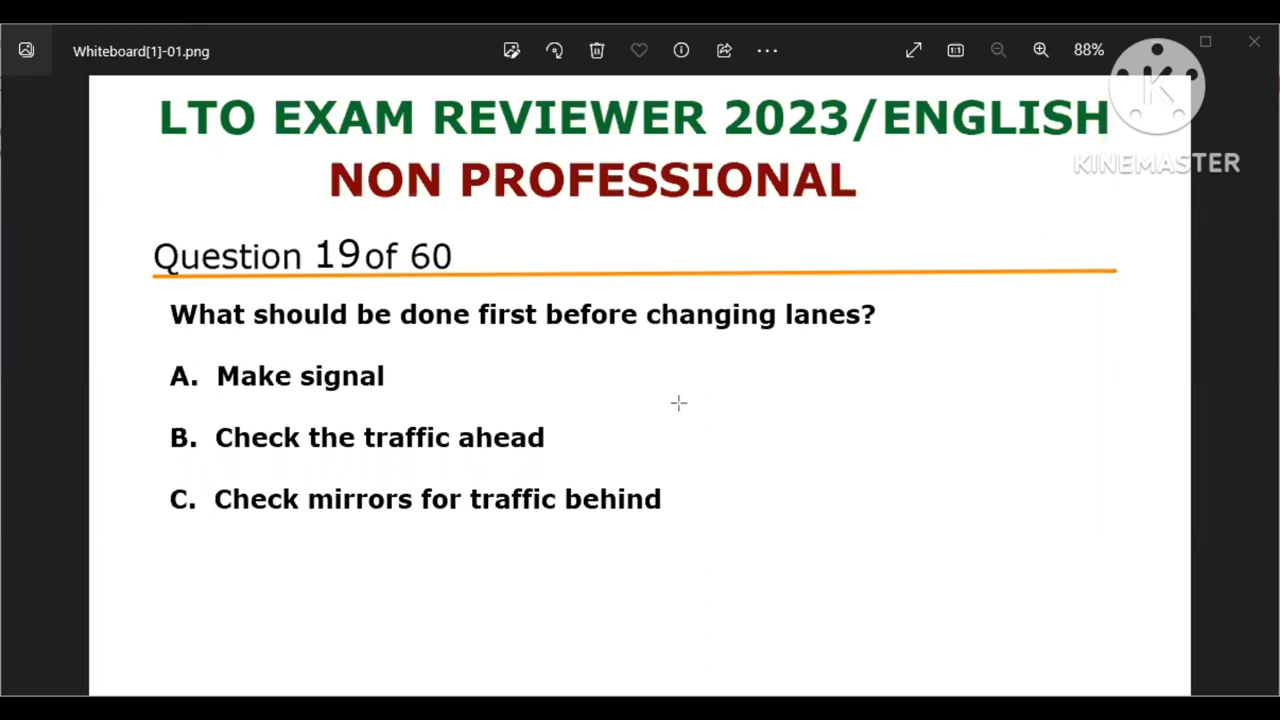 Whiteboard[1]-01.png
88%
LTO EXAM REVIEWER 2023/ENGLISH
NON PROFESSIONAL
K
KINEMASTER
Question 19 of 60
What should be done first before changing lanes?
A. Make signal
B. Check the traffic ahead
C. Check mirrors for traffic behind